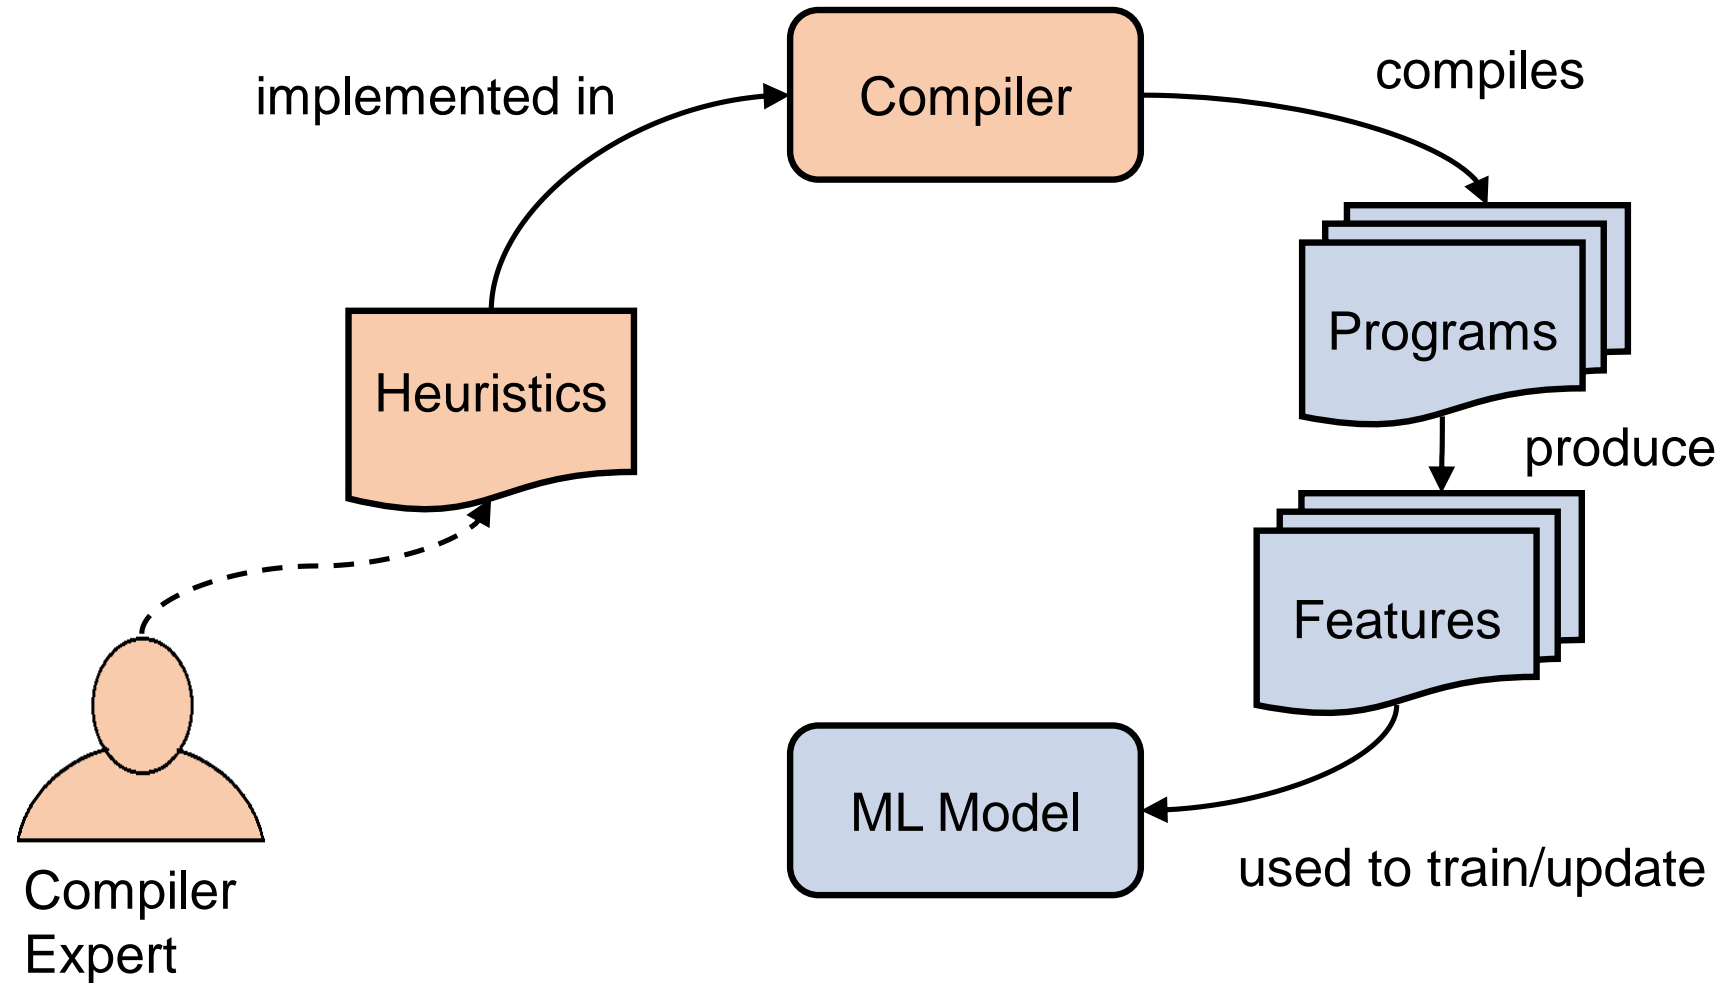 implemented in
Compiler
compiles
Programs
Heuristics
produce
Features
ML Model
used to train/update
Compiler
Expert